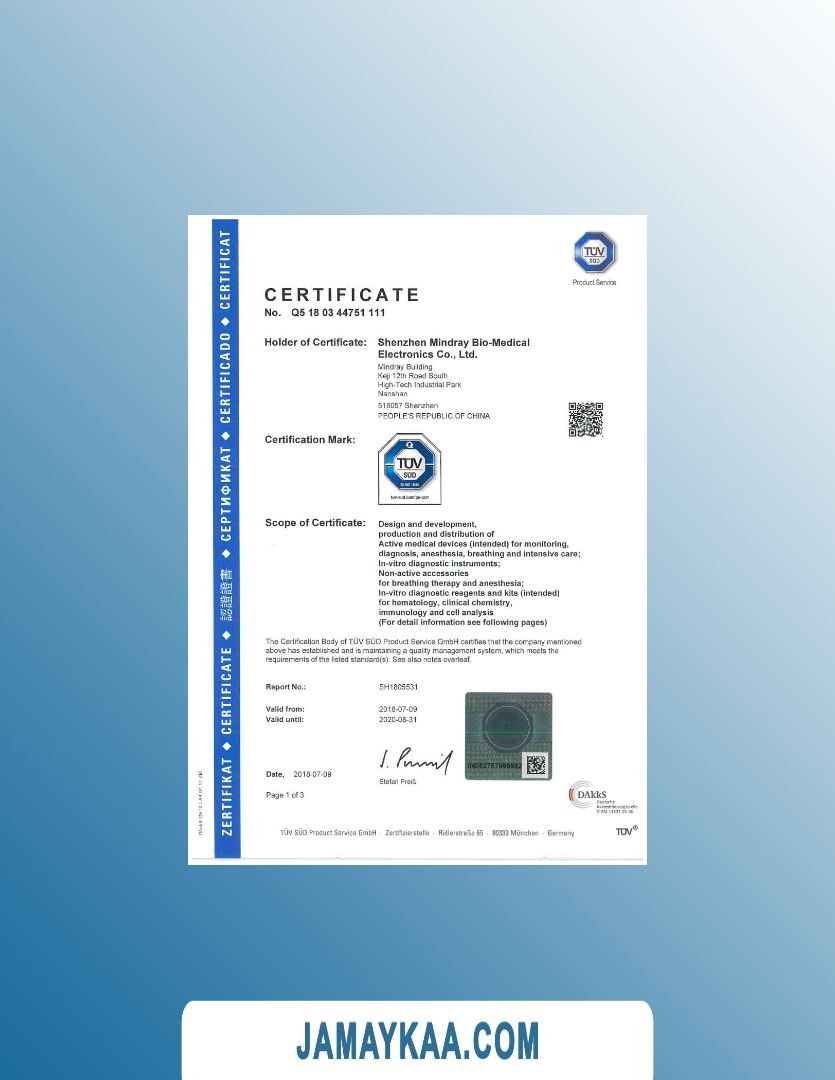 TÜV
SÜD
Product Service
CERTIFICATE
No. Q5 18 03 44751 111
Holder of Certificate: Shenzhen Mindray Bio-Medical
Electronics Co., Ltd.
Mindray Building
Keji 12th Road South
High-Tech Industrial Park
Nanshan
518057 Shenzhen
PEOPLE'S REPUBLIC OF CHINA
Certification Mark:
Q
TÜV
SÜD
Scope of Certificate: Design and development,
production and distribution of
Active medical devices (intended) for monitoring,
diagnosis, anesthesia, breathing and intensive care;
In-vitro diagnostic instruments;
Non-active accessories
for breathing therapy and anesthesia;
In-vitro diagnostic reagents and kits (intended)
for hematology, clinical chemistry,
immunology and cell analysis
(For detail information see following pages)
The Certification Body of TÜV SÜD Product Service GmbH certifies that the company mentioned
above has established and is maintaining a quality management system, which meets the
requirements of the listed standard(s). See also notes overleaf.
Report No.: SH1805531
Valid from: 2018-07-09
Valid until: 2020-08-31
Date, 2018-07-09
Stefan Preiß
Page 1 of 3
DAkkS
Deutsche
Akkreditierungsstelle
TÜV SÜD Product Service GmbH · Zertifizierstelle · Ridlerstraße 65 · 80339 München · Germany
TÜV®
ZERTIFIKAT ◆ CERTIFICATE ◆ 認證證書 ◆ СЕРТИФИКАТ ◆ CERTIFICADO ◆ CERTIFICAT
JAMAYKAA.COM